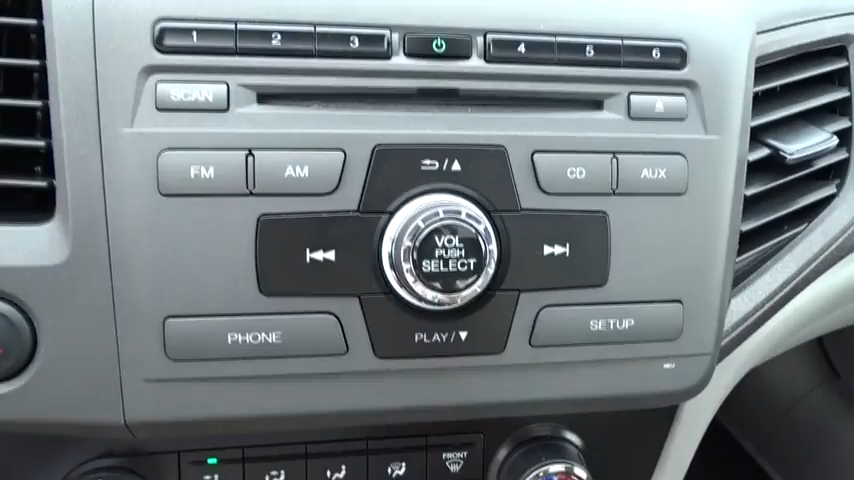 1 2 3 4 5 6
SCAN
FM AM CD AUX
VOL
PUSH
SELECT
PHONE PLAY/▼ SETUP
FRONT